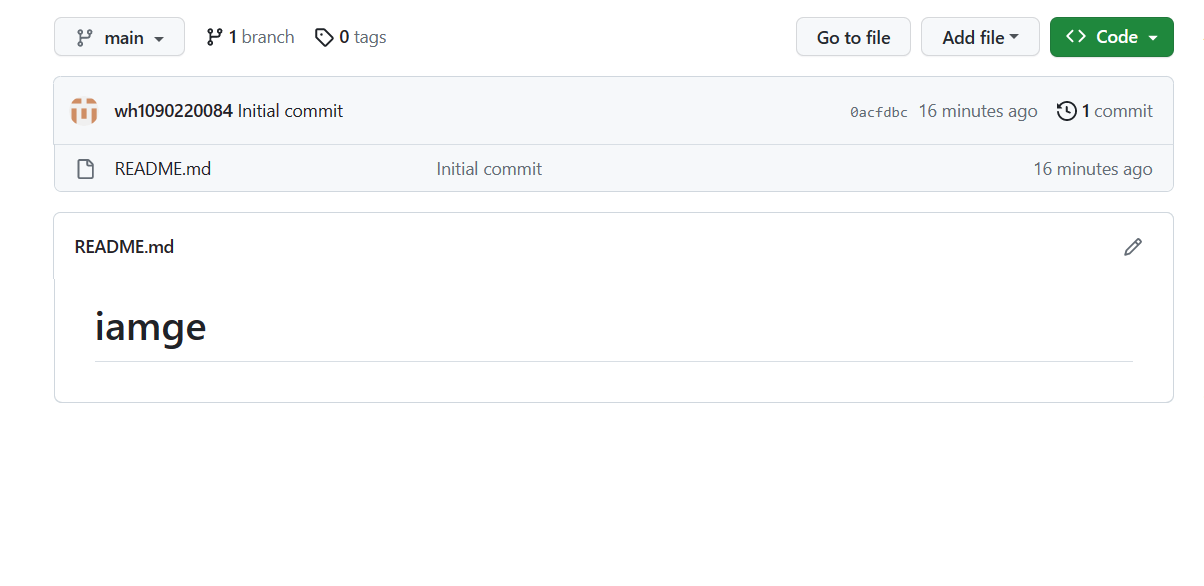 main 1 branch 0 tags Go to file Add file Code
wh1090220084 Initial commit 0acfdbc 16 minutes ago 1 commit
README.md Initial commit 16 minutes ago
README.md
iamge